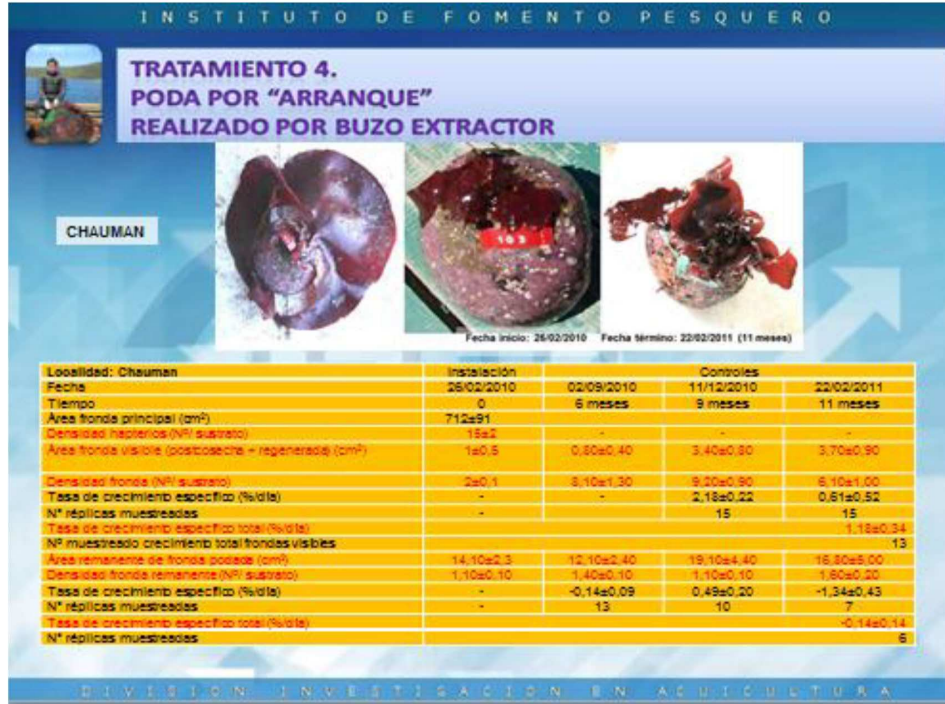 INSTITUTO DE FOMENTO PESQUERO
TRATAMIENTO 4.
PODA POR “ARRANQUE”
REALIZADO POR BUZO EXTRACTOR
CHAUMAN
103
Fecha inicio: 26/02/2010 Fecha término: 22/02/2011 (11 meses)
Localidad: Chauman Instalación Controles
Fecha 26/02/2010 02/09/2010 11/12/2010 22/02/2011
Tiempo 0 6 meses 9 meses 11 meses
Área fronda principal (cm²) 712±91
Densidad hapterios (Nº/ sustrato) 15±2 - - -
Área fronda visible (postcosecha + regenerada) (cm²) 1±0,5 0,80±0,40 3,40±0,80 3,70±0,90
Densidad fronda (Nº/ sustrato) 2±0,1 8,10±1,30 9,20±0,90 6,10±1,00
Tasa de crecimiento especifico (%/día) - - 2,18±0,22 0,61±0,52
N° réplicas muestreadas - 15 15
Tasa de crecimiento especifico total (%/día) 1,18±0,34
Nº muestreado crecimiento total frondas visibles 13
Área remanente de fronda podada (cm²) 14,10±2,3 12,10±2,40 19,10±4,40 16,80±5,00
Densidad fronda remanente (Nº/ sustrato) 1,10±0,10 1,40±0,10 1,10±0,10 1,60±0,20
Tasa de crecimiento especifico (%/día) - -0,14±0,09 0,49±0,20 -1,34±0,43
N° réplicas muestreadas - 13 10 7
Tasa de crecimiento especifico total (%/día) -0,14±0,14
N° réplicas muestreadas 6
DIVISION INVESTIGACION EN ACUICULTURA